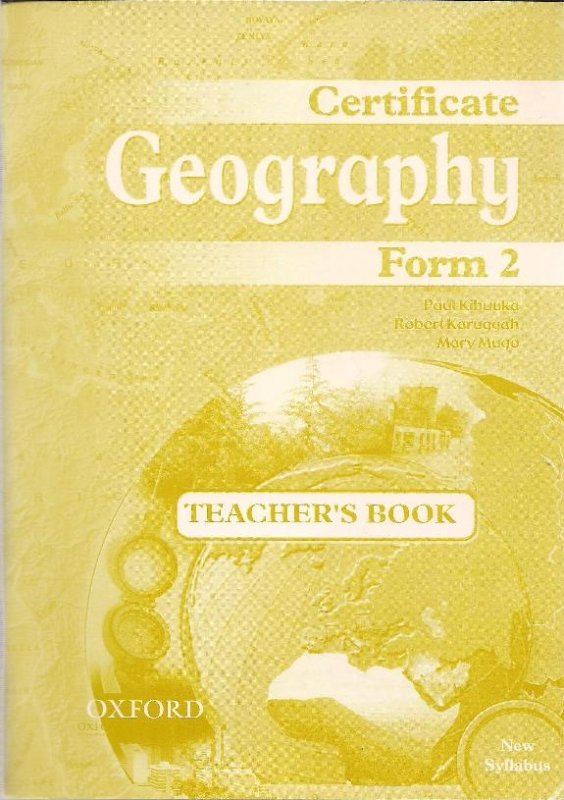 Certificate
Geography
Form 2
Paul Kibuuka
Robert Karuggah
Mary Mugo
TEACHER'S BOOK
OXFORD
New
Syllabus